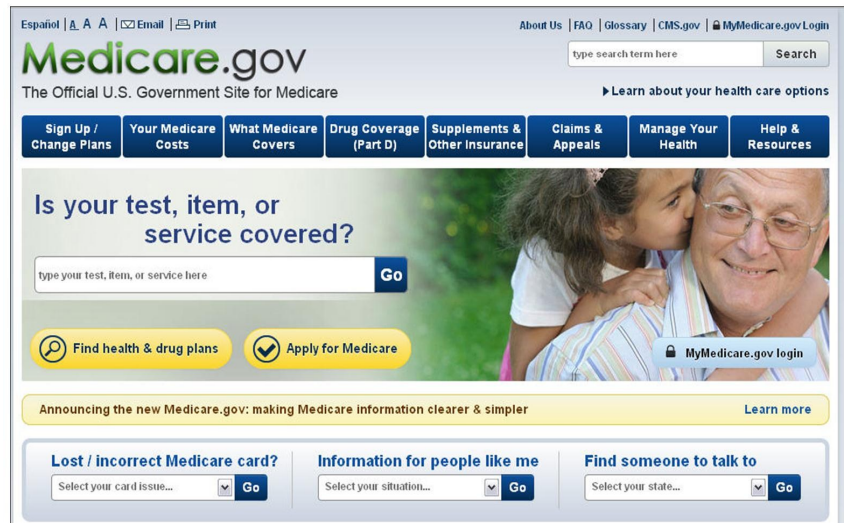 Español | A A A | Email | Print
About Us | FAQ | Glossary | CMS.gov | MyMedicare.gov Login
Medicare.gov
type search term here
Search
The Official U.S. Government Site for Medicare
Learn about your health care options
Sign Up / Change Plans
Your Medicare Costs
What Medicare Covers
Drug Coverage (Part D)
Supplements & Other Insurance
Claims & Appeals
Manage Your Health
Help & Resources
Is your test, item, or
service covered?
type your test, item, or service here
Go
Find health & drug plans
Apply for Medicare
MyMedicare.gov login
Announcing the new Medicare.gov: making Medicare information clearer & simpler
Learn more
Lost / incorrect Medicare card?
Select your card issue...
Go
Information for people like me
Select your situation...
Go
Find someone to talk to
Select your state...
Go